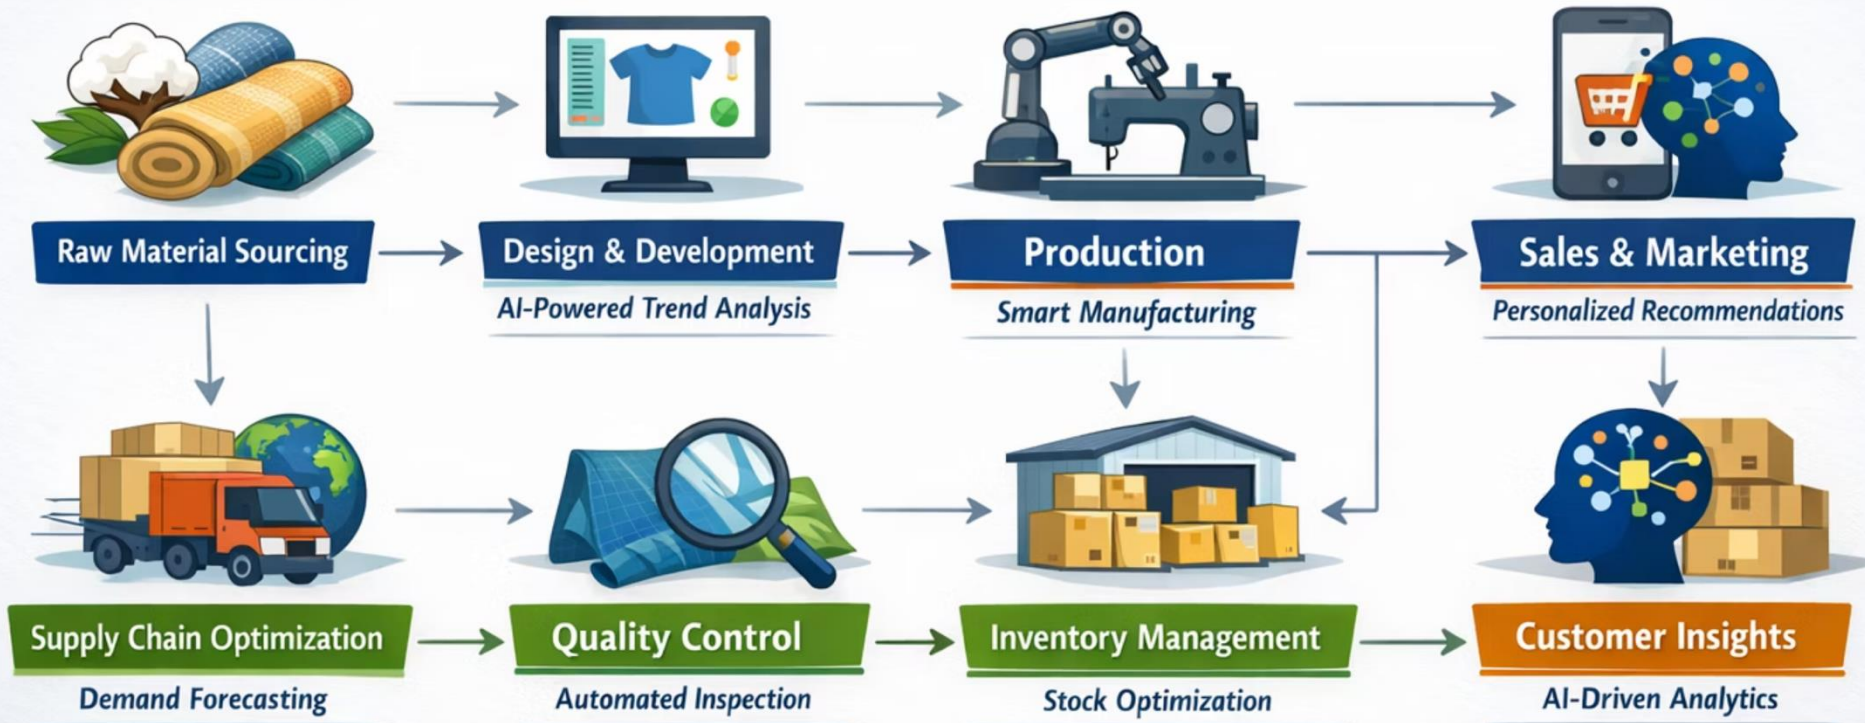 Raw Material Sourcing
Design & Development
AI-Powered Trend Analysis
Production
Smart Manufacturing
Sales & Marketing
Personalized Recommendations
Supply Chain Optimization
Demand Forecasting
Quality Control
Automated Inspection
Inventory Management
Stock Optimization
Customer Insights
AI-Driven Analytics